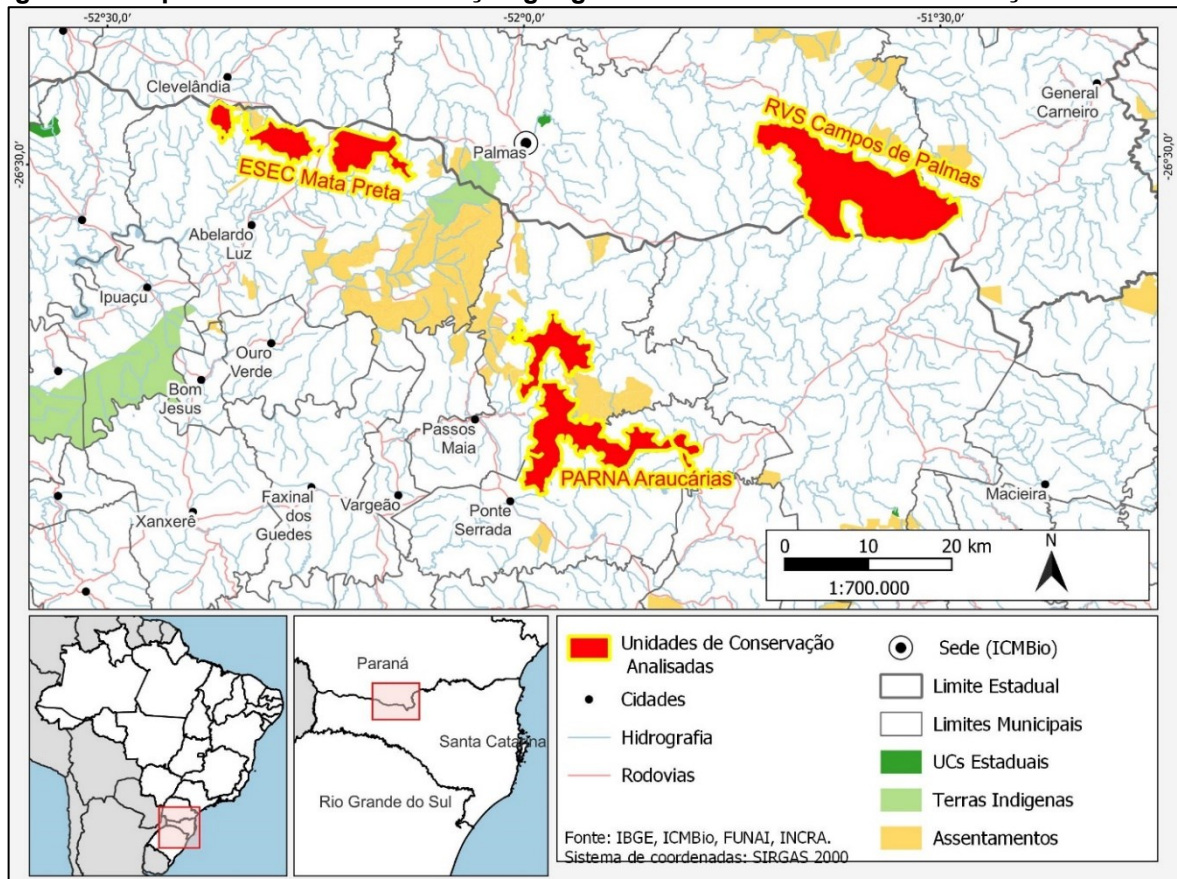 -52°30,0'
-52°0,0'
-51°30,0'
Clevelândia
General
Carneiro
RVS Campos de Palmas
-26°30,0'
Palmas
-26°30,0'
ESEC Mata Preta
Abelardo
Luz
Ipuaçu
Ouro
Verde
Bom
Jesus
Passos
Maia
PARNA Araucárias
Faxinal
dos
Guedes
Vargeão
Ponte
Serrada
Xanxerê
Macieira
0 10 20 km
1:700.000
N
Paraná
Santa Catarina
Rio Grande do Sul
Unidades de Conservação
Analisadas
Cidades
Hidrografia
Rodovias
Fonte: IBGE, ICMBio, FUNAI, INCRA.
Sistema de coordenadas: SIRGAS 2000
Sede (ICMBio)
Limite Estadual
Limites Municipais
UCs Estaduais
Terras Indigenas
Assentamentos